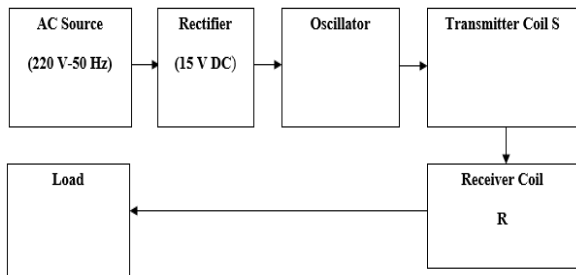 AC Source
(220 V-50 Hz)
Rectifier
(15 V DC)
Oscillator
Transmitter Coil S
Load
Receiver Coil
R